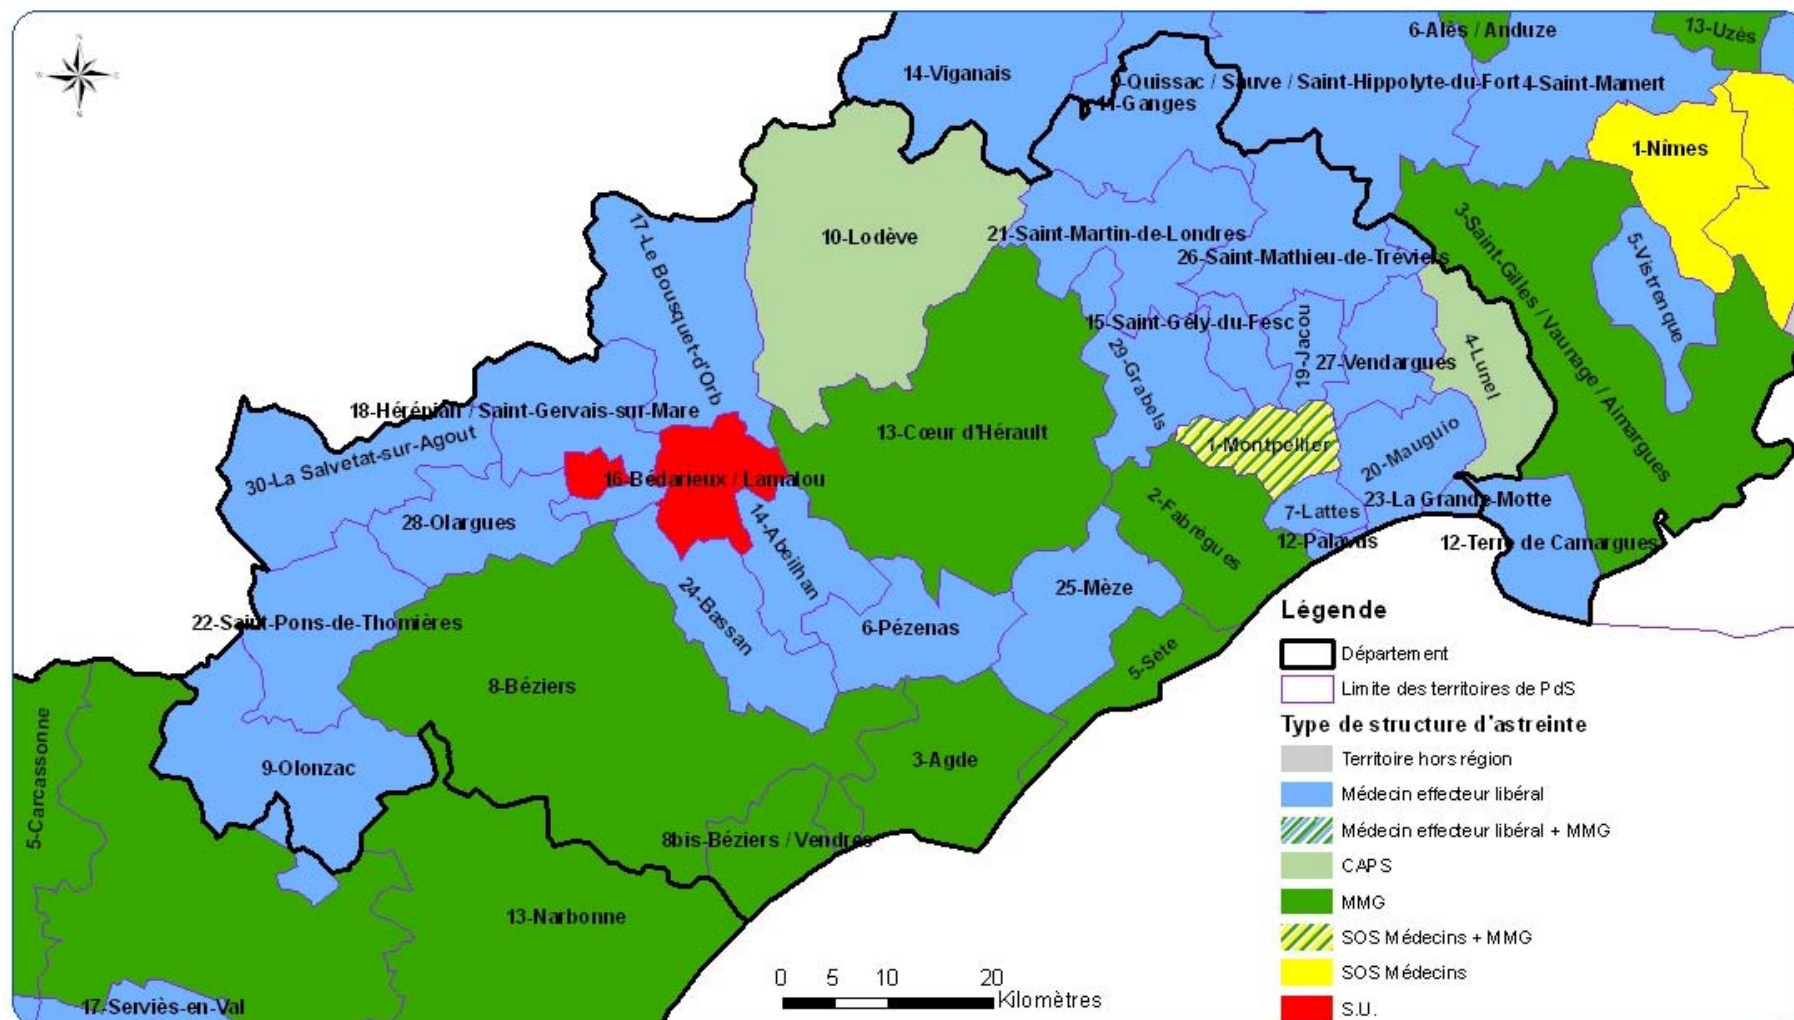 N
W
E
S
6-Alès / Anduze
13-Uzès
14-Viganais
-Quissac / Sauve / Saint-Hippolyte-du-Fort
4-Saint-Mamert
11-Ganges
1-Nîmes
17-Le Bousquet-d'Orb
10-Lodève
21-Saint-Martin-de-Londres
26-Saint-Mathieu-de-Tréviers
3-Saint-Gilles / Vaunage / Aimargues
5-Vistrenque
15-Saint-Gély-du-Fesc
19-Jacou
29-Grabels
27-Vendargues
4-Lunel
18-Hérépian / Saint-Gervais-sur-Mare
13-Cœur d'Hérault
1-Montpellier
30-La Salvetat-sur-Agout
20-Mauguio
16-Bédarieux / Lamalou
28-Olargues
14-Abeilhan
2-Fabrègues
7-Lattes
23-La Grande-Motte
12-Palavas
12-Terre de Camargues
24-Bassan
25-Mèze
22-Saint-Pons-de-Thomières
6-Pézenas
5-Sète
8-Béziers
5-Carcassonne
9-Olonzac
3-Agde
8bis-Béziers / Vendres
13-Narbonne
17-Serviès-en-Val
0 5 10 20
Kilomètres
Légende
Département
Limite des territoires de PdS
Type de structure d'astreinte
Territoire hors région
Médecin effecteur libéral
Médecin effecteur libéral + MMG
CAPS
MMG
SOS Médecins + MMG
SOS Médecins
S.U.